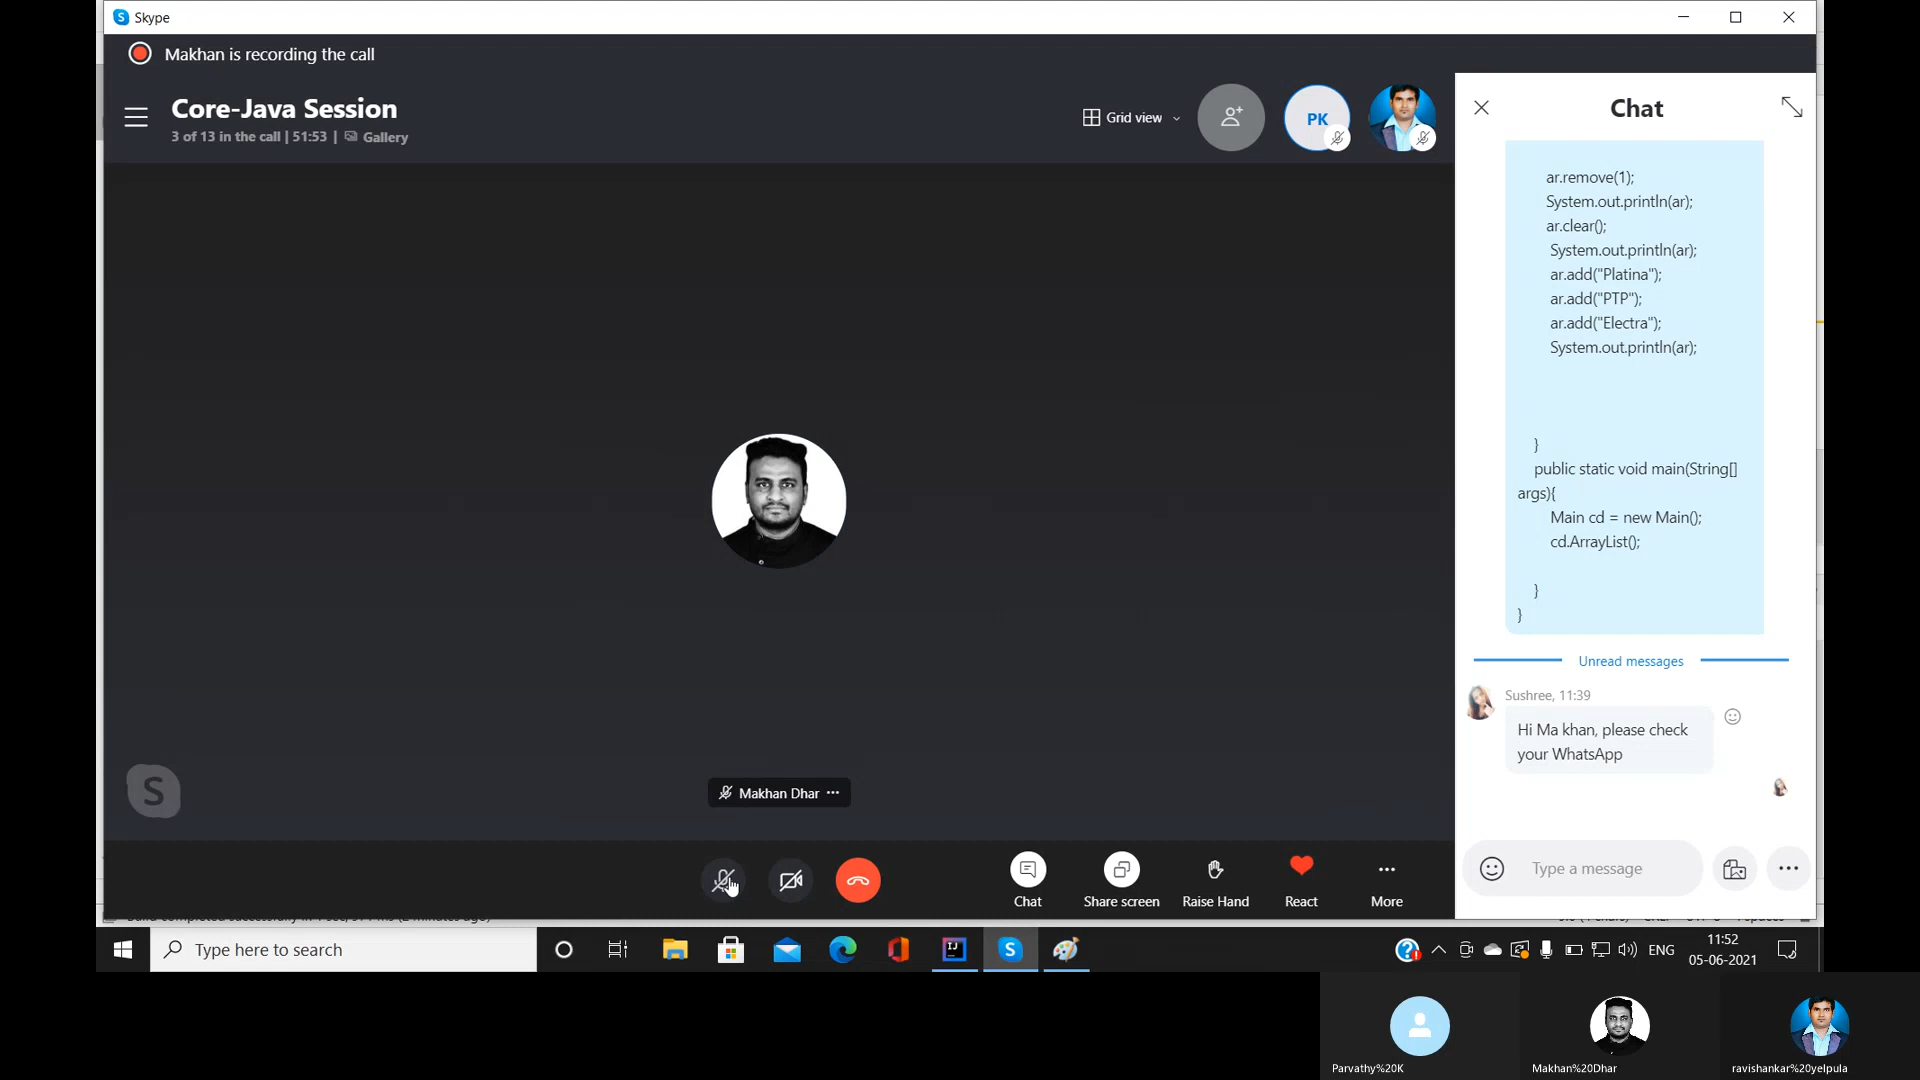 Skype
Makhan is recording the call
Core-Java Session
3 of 13 in the call | 51:53 | Gallery
Grid view
PK
Chat
ar.remove(1);
System.out.println(ar);
ar.clear();
System.out.println(ar);
ar.add("Platina");
ar.add("PTP");
ar.add("Electra");
System.out.println(ar);
}
public static void main(String[]
args){
Main cd = new Main();
cd.ArrayList();
}
}
Unread messages
Sushree, 11:39
Hi Ma khan, please check
your WhatsApp
S
Makhan Dhar
Chat
Share screen
Raise Hand
React
More
Type a message
Type here to search
IJ
S
ENG
11:52
05-06-2021
Parvathy%20K
Makhan%20Dhar
ravishankar%20yelpula